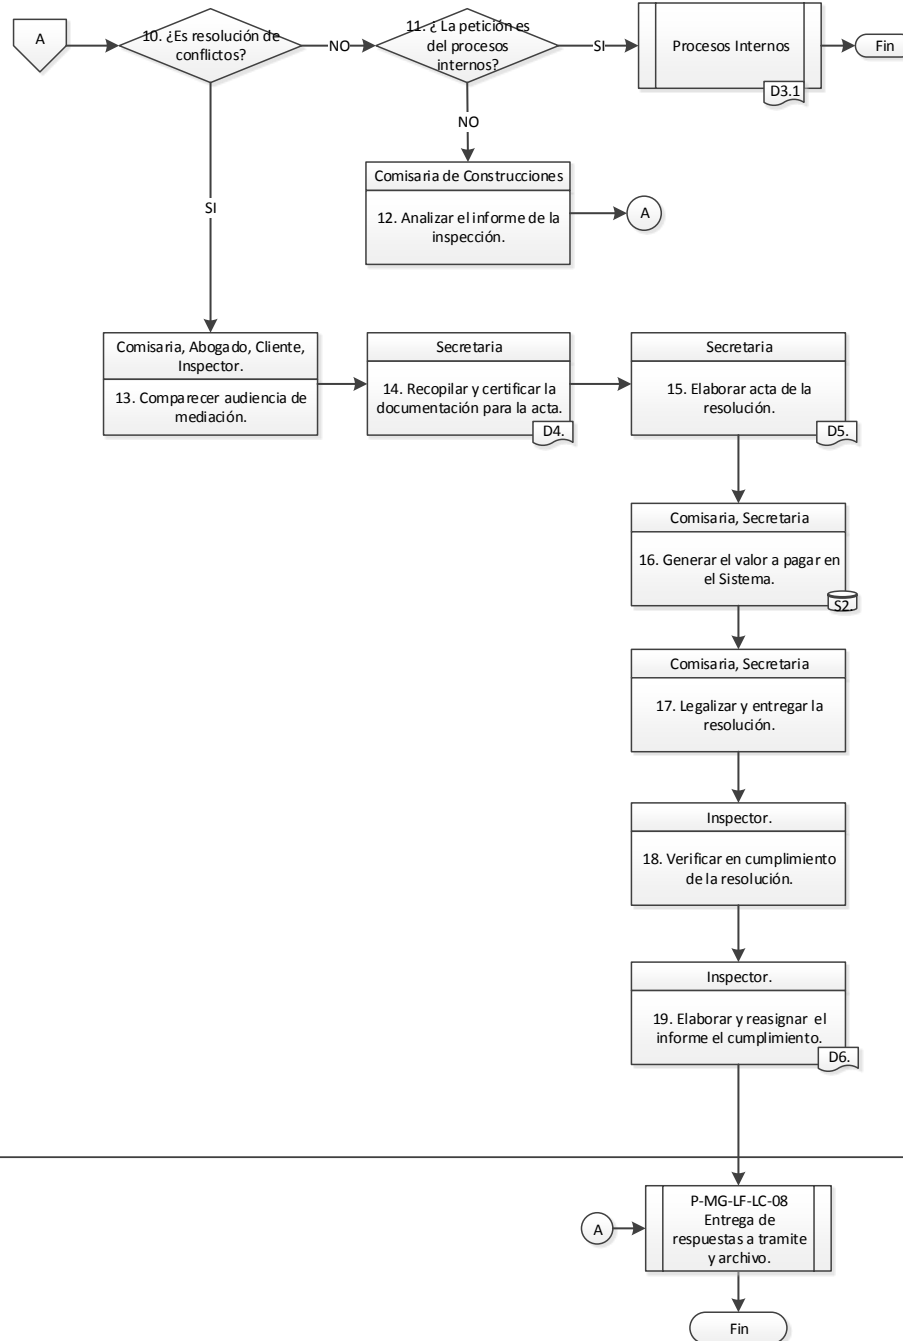 A
10. ¿Es resolución de
conflictos?
NO
11. ¿ La petición es
del procesos
internos?
SI
Procesos Internos
D3.1
Fin
NO
SI
Comisaria de Construcciones
12. Analizar el informe de la
inspección.
A
Comisaria, Abogado, Cliente,
Inspector.
13. Comparecer audiencia de
mediación.
Secretaria
14. Recopilar y certificar la
documentación para la acta.
D4.
Secretaria
15. Elaborar acta de la
resolución.
D5.
Comisaria, Secretaria
16. Generar el valor a pagar en
el Sistema.
S2.
Comisaria, Secretaria
17. Legalizar y entregar la
resolución.
Inspector.
18. Verificar en cumplimiento
de la resolución.
Inspector.
19. Elaborar y reasignar el
informe el cumplimiento.
D6.
A
P-MG-LF-LC-08
Entrega de
respuestas a tramite
y archivo.
Fin